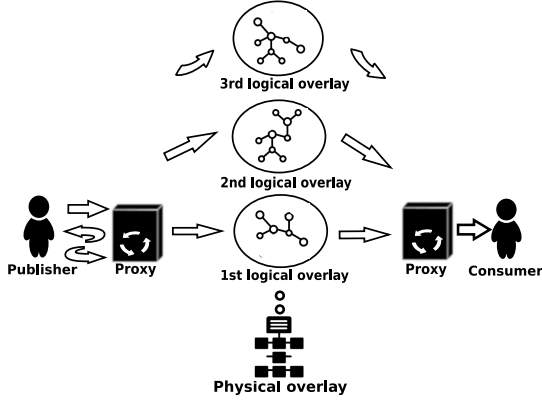 3rd logical overlay
2nd logical overlay
Publisher
Proxy
1st logical overlay
Proxy
Consumer
Physical overlay